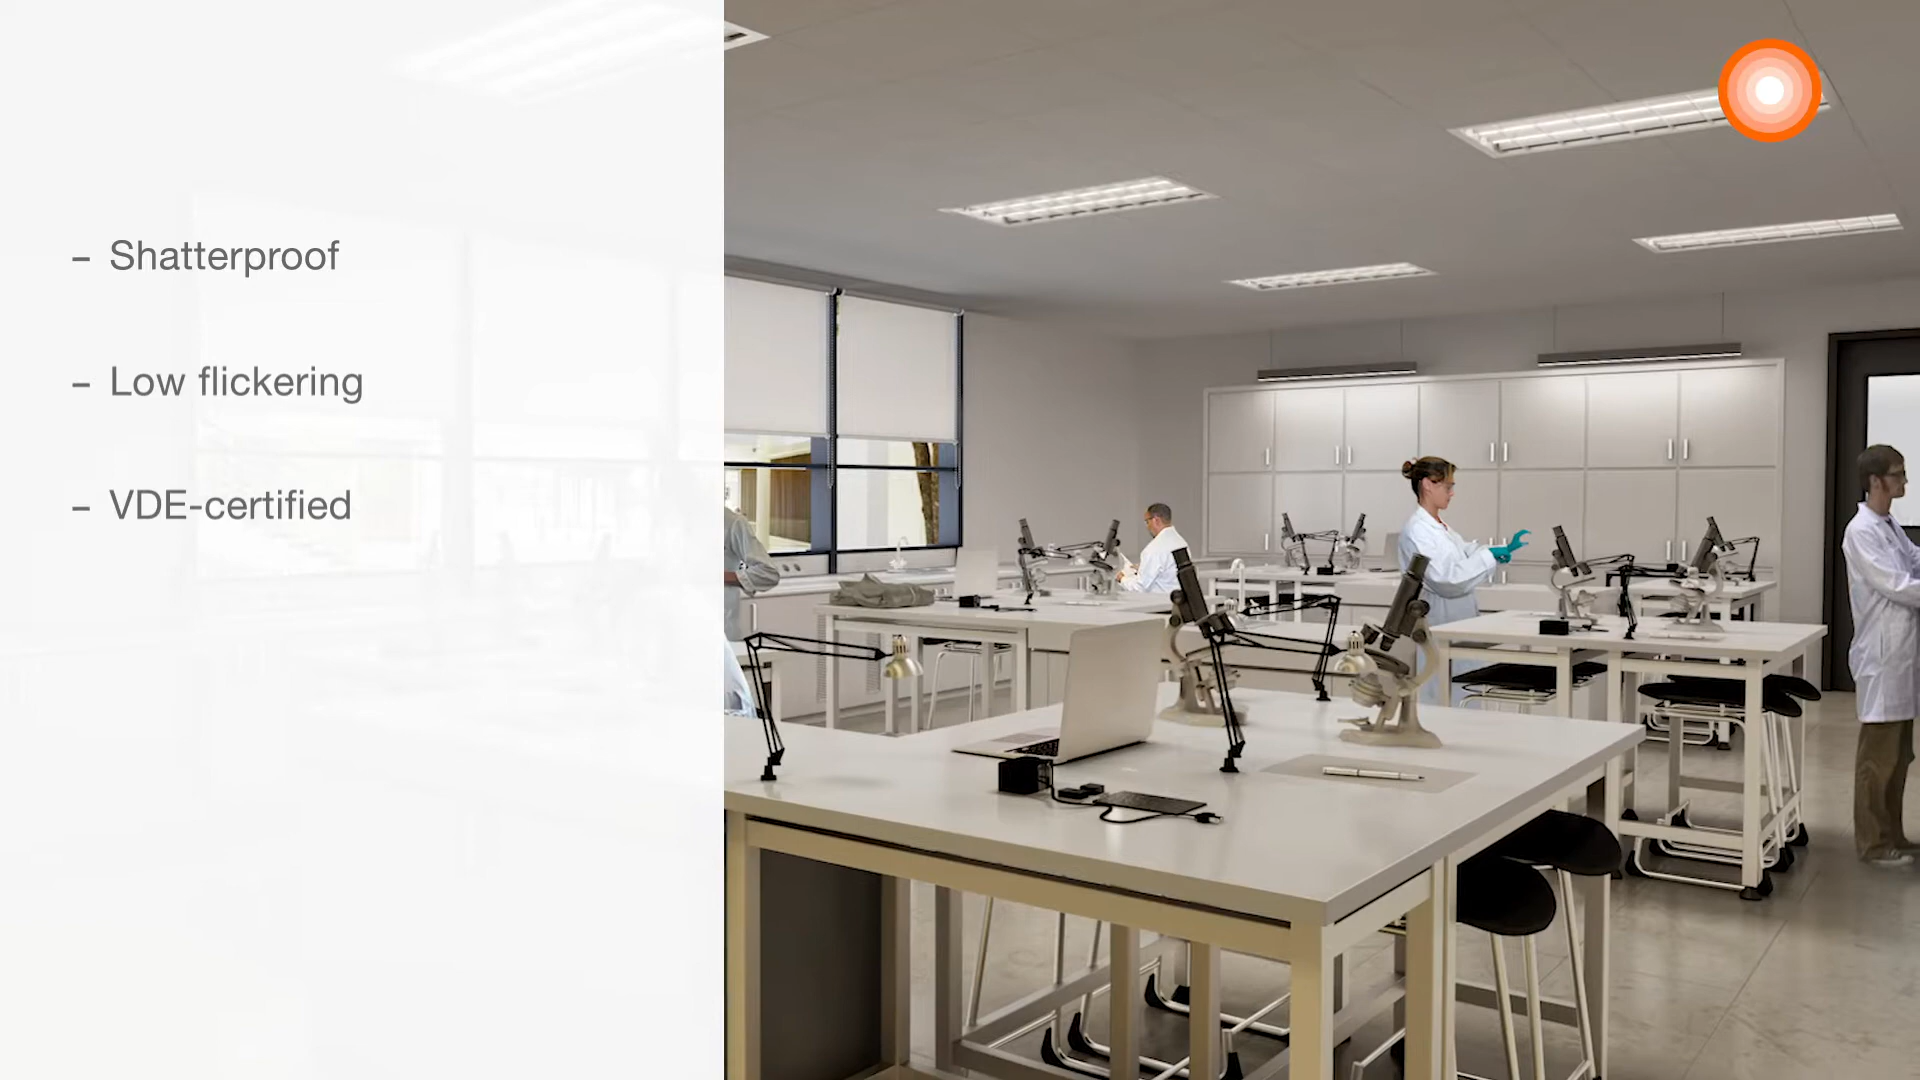 – Shatterproof
– Low flickering
– VDE-certified